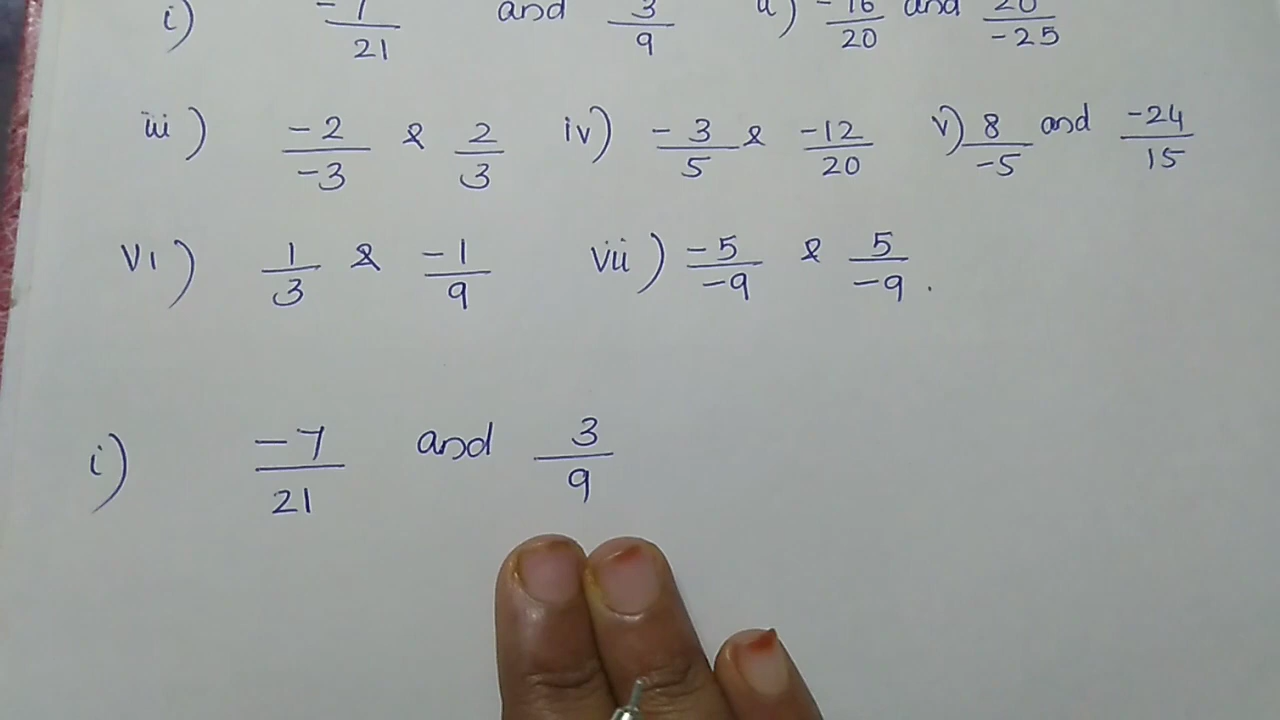 i) -7/21 and 3/9 ii) -16/20 and 20/-25
iii) -2/-3 & 2/3 iv) -3/5 & -12/20 v) 8/-5 and -24/15
vi) 1/3 & -1/9 vii) -5/-9 & 5/-9.
i) -7/21 and 3/9